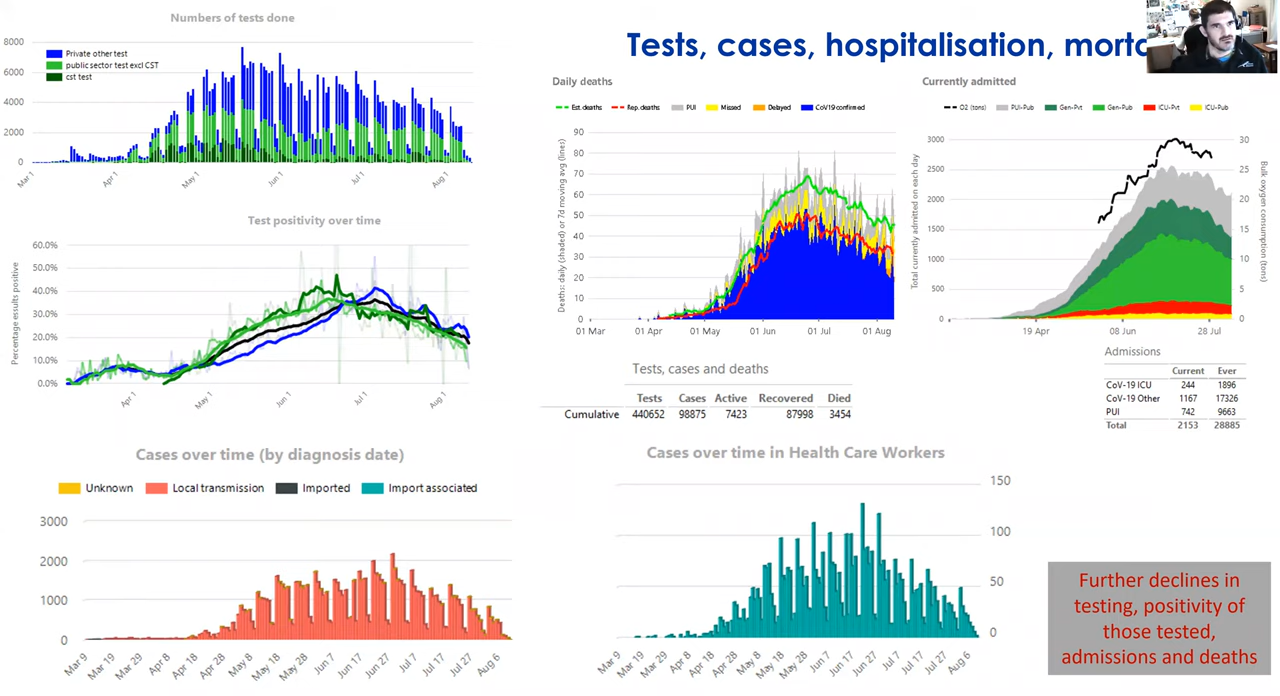 Numbers of tests done
8000
6000
4000
2000
0
Private other test
public sector test excl CST
cst test
Mar 1
Apr 1
May 1
Jun 1
Jul 1
Aug 1
Test positivity over time
Percentage results positive
60.0%
50.0%
40.0%
30.0%
20.0%
10.0%
0.0%
Apr 1
May 1
Jun 1
Jul 1
Aug 1
Tests, cases, hospitalisation,
Daily deaths
Est. deaths
Rep. deaths
PUI
Missed
Delayed
CoV19 confirmed
Deaths: daily (shaded) or 7d moving avg (lines)
90
80
70
60
50
40
30
20
10
0
01 Mar
01 Apr
01 May
01 Jun
01 Jul
01 Aug
Currently admitted
O2 (tons)
PUI-Pub
Gen-Prt
Gen-Pub
ICU-Prt
ICU-Pub
Total currently admitted on each day
3000
2500
2000
1500
1000
500
0
30
25
20
15
10
5
0
Bulk oxygen consumption (tons)
19 Apr
08 Jun
28 Jul
Tests, cases and deaths
Tests Cases Active Recovered Died
Cumulative 440652 98875 7423 87998 3454
Admissions
Current Ever
CoV-19 ICU 244 1896
CoV-19 Other 1167 17326
PUI 742 9663
Total 2153 28885
Cases over time (by diagnosis date)
Unknown
Local transmission
Imported
Import associated
3000
2000
1000
0
Mar 9
Mar 19
Mar 29
Apr 8
Apr 18
Apr 28
May 8
May 18
May 28
Jun 7
Jun 17
Jun 27
Jul 7
Jul 17
Jul 27
Aug 6
Cases over time in Health Care Workers
150
100
50
0
Mar 9
Mar 19
Mar 29
Apr 8
Apr 18
Apr 28
May 8
May 18
May 28
Jun 7
Jun 17
Jun 27
Jul 7
Jul 17
Jul 27
Aug 6
Further declines in
testing, positivity of
those tested,
admissions and deaths